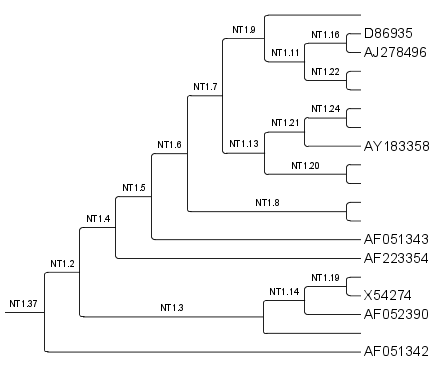 NT1.9
NT1.16
D86935
NT1.11
AJ278496
NT1.22
NT1.7
NT1.24
NT1.21
NT1.13
AY183358
NT1.6
NT1.20
NT1.5
NT1.8
NT1.4
AF051343
AF223354
NT1.2
NT1.19
NT1.14
X54274
NT1.37
NT1.3
AF052390
AF051342